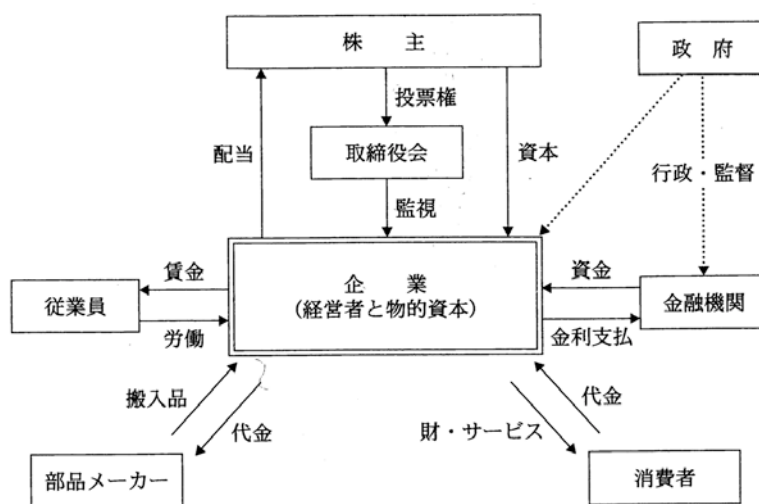 株 主
政 府
投票権
配当
取締役会
資本
行政・監督
監視
賃金
企 業
資金
従業員
(経営者と物的資本)
金融機関
労働
金利支払
搬入品
代金
代金
財・サービス
部品メーカー
消費者